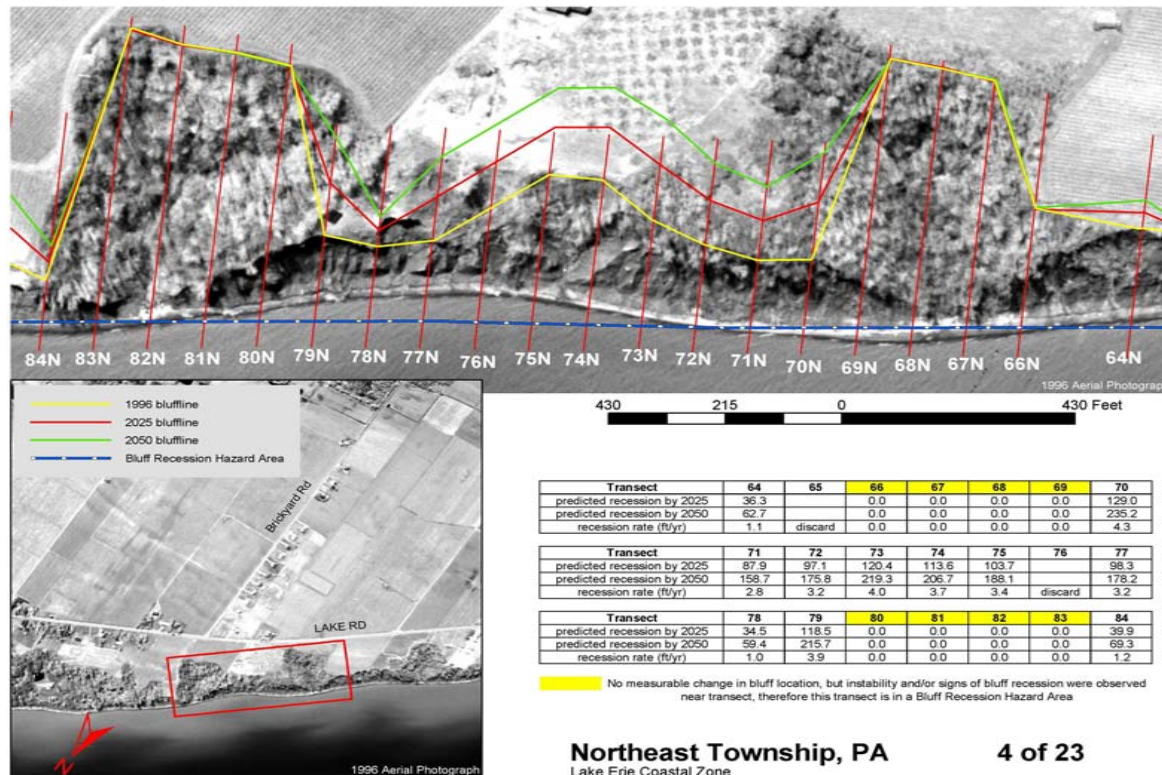 84N 83N 82N 81N 80N 79N 78N 77N 76N 75N 74N 73N 72N 71N 70N 69N 68N 67N 66N 64N
1996 Aerial Photograph
1996 bluffline
2025 bluffline
2050 bluffline
Bluff Recession Hazard Area
Brickyard Rd
LAKE RD
N
1996 Aerial Photograph
430 215 0 430 Feet
Transect 64 65 66 67 68 69 70
predicted recession by 2025 36.3 0.0 0.0 0.0 0.0 129.0
predicted recession by 2050 62.7 0.0 0.0 0.0 0.0 235.2
recession rate (ft/yr) 1.1 discard 0.0 0.0 0.0 0.0 4.3
Transect 71 72 73 74 75 76 77
predicted recession by 2025 87.9 97.1 120.4 113.6 103.7 98.3
predicted recession by 2050 158.7 175.8 219.3 206.7 188.1 178.2
recession rate (ft/yr) 2.8 3.2 4.0 3.7 3.4 discard 3.2
Transect 78 79 80 81 82 83 84
predicted recession by 2025 34.5 118.5 0.0 0.0 0.0 0.0 39.9
predicted recession by 2050 59.4 215.7 0.0 0.0 0.0 0.0 69.3
recession rate (ft/yr) 1.0 3.9 0.0 0.0 0.0 0.0 1.2
No measurable change in bluff location, but instability and/or signs of bluff recession were observed
near transect, therefore this transect is in a Bluff Recession Hazard Area
Northeast Township, PA 4 of 23
Lake Erie Coastal Zone